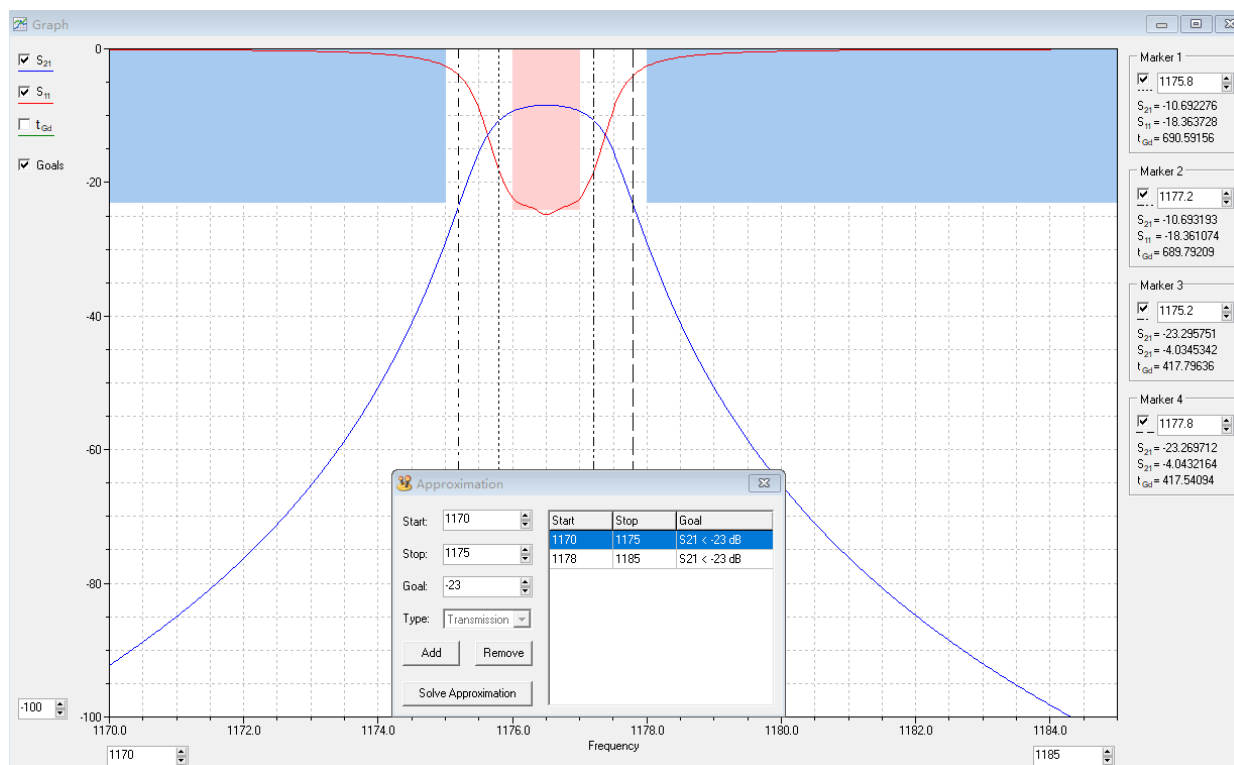 Graph
S21
S11
tGd
Goals
0
-20
-40
-60
-80
-100
-100
1170.0
1172.0
1174.0
1176.0
1178.0
1180.0
1182.0
1184.0
Frequency
1170
1185
Marker 1
1175.8
S21 = -10.692276
S11 = -18.363728
tGd = 690.59156
Marker 2
1177.2
S21 = -10.693193
S11 = -18.361074
tGd = 689.79209
Marker 3
1175.2
S21 = -23.295751
S21 = -4.0345342
tGd = 417.79636
Marker 4
1177.8
S21 = -23.269712
S21 = -4.0432164
tGd = 417.54094
Approximation
Start: 1170
Stop: 1175
Goal: -23
Type: Transmission
Add Remove
Solve Approximation
Start Stop Goal
1170 1175 S21 < -23 dB
1178 1185 S21 < -23 dB